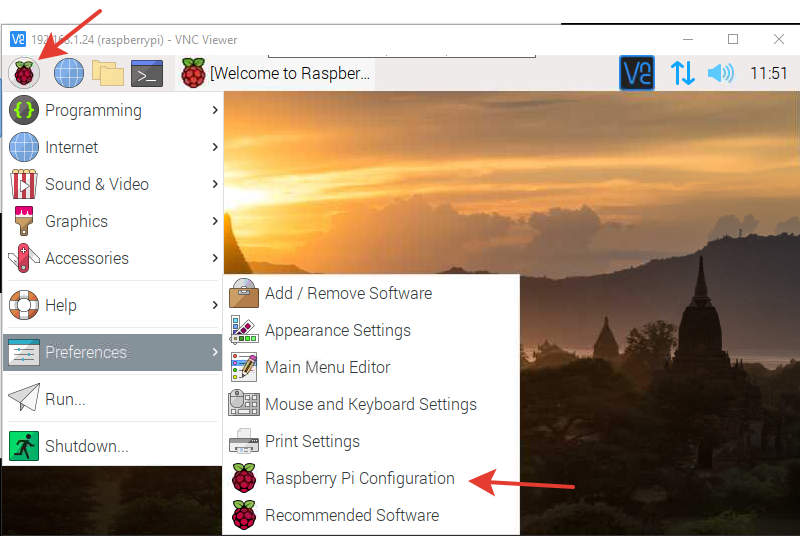 192.168.1.24 (raspberrypi) - VNC Viewer
[Welcome to Raspber...
11:51
Programming
Internet
Sound & Video
Graphics
Accessories
Help
Preferences
Run...
Shutdown...
Add / Remove Software
Appearance Settings
Main Menu Editor
Mouse and Keyboard Settings
Print Settings
Raspberry Pi Configuration
Recommended Software